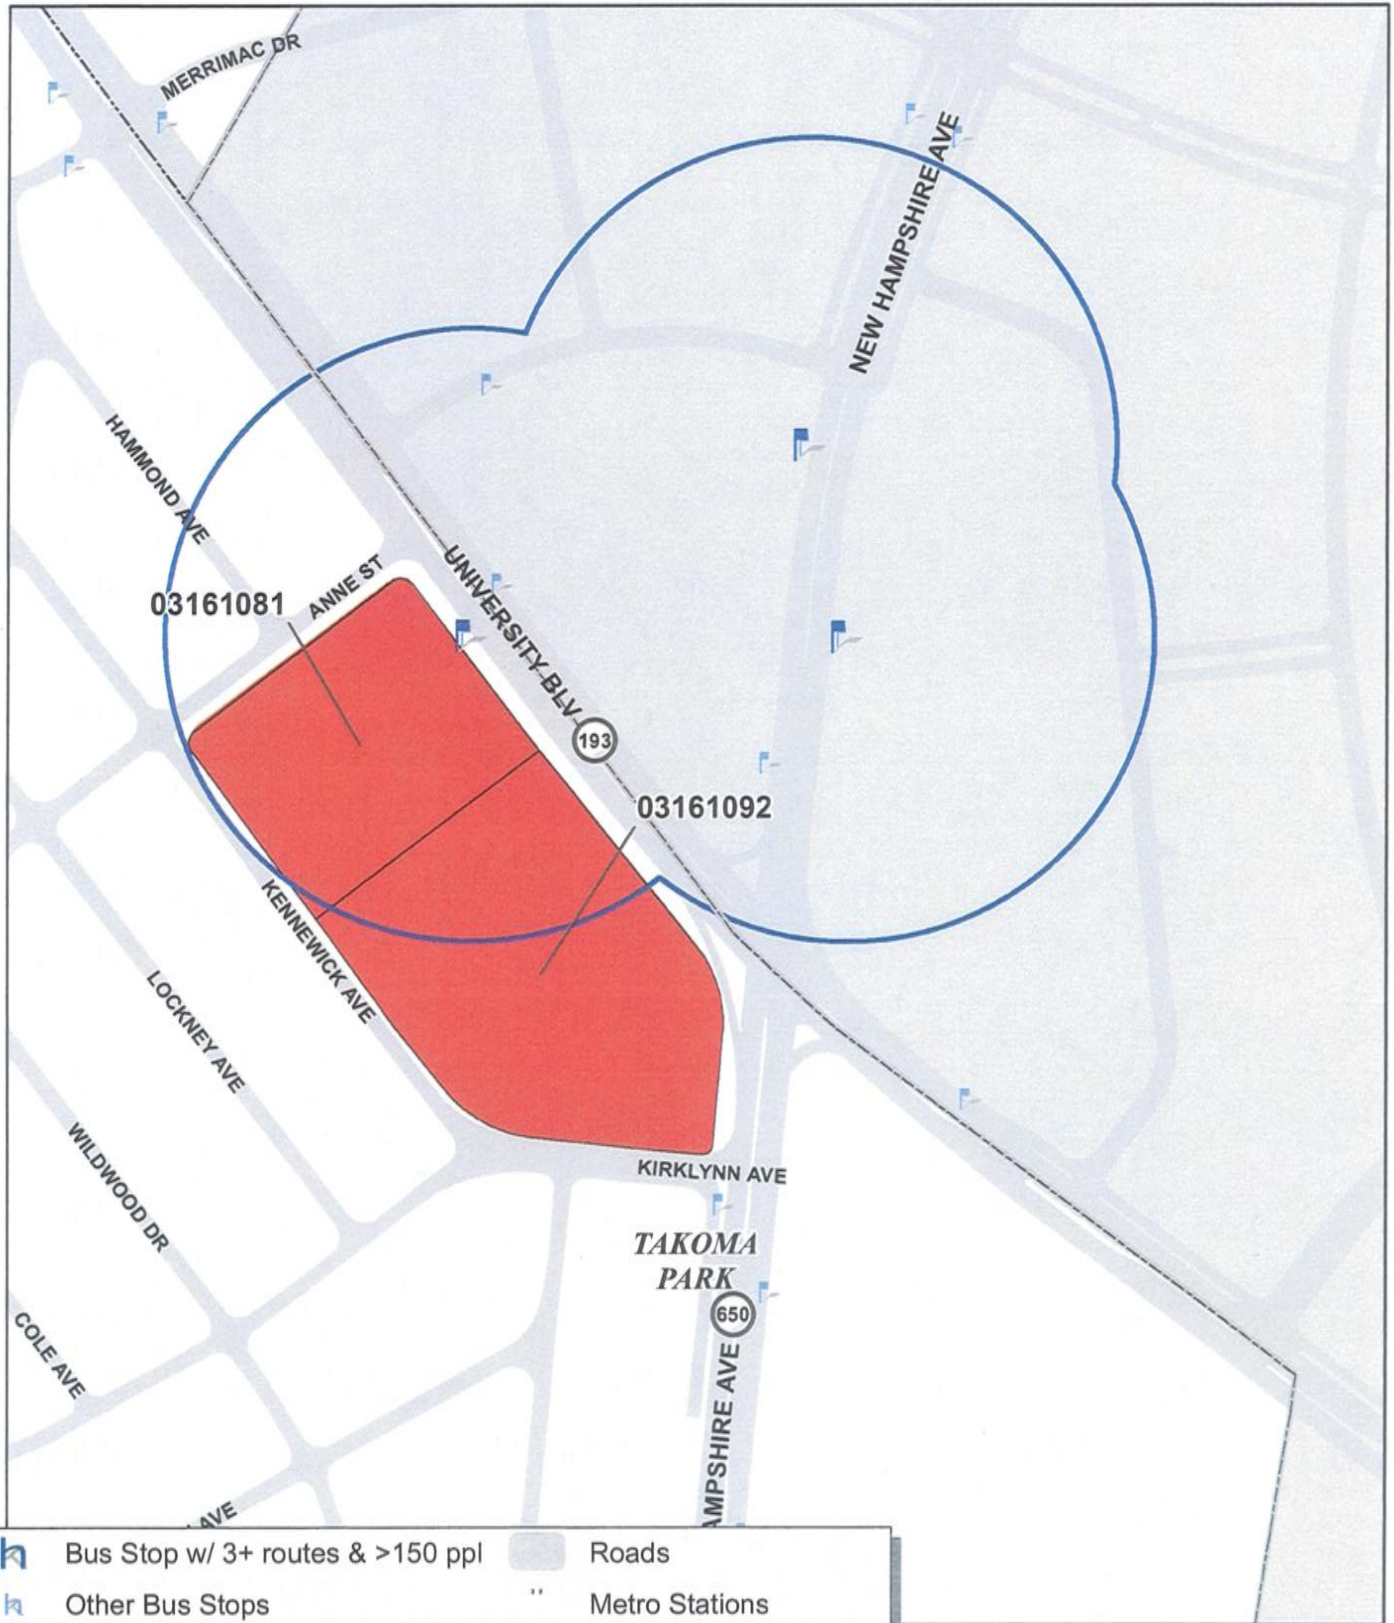 MERRIMAC DR
NEW HAMPSHIRE AVE
HAMMOND AVE
ANNE ST
UNIVERSITY BLV
03161081
193
03161092
KENNEWICK AVE
LOCKNEY AVE
WILDWOOD DR
KIRKLYNN AVE
TAKOMA
PARK
650
COLE AVE
AMPSHIRE AVE
AVE
Bus Stop w/ 3+ routes & >150 ppl
Roads
Other Bus Stops
Metro Stations